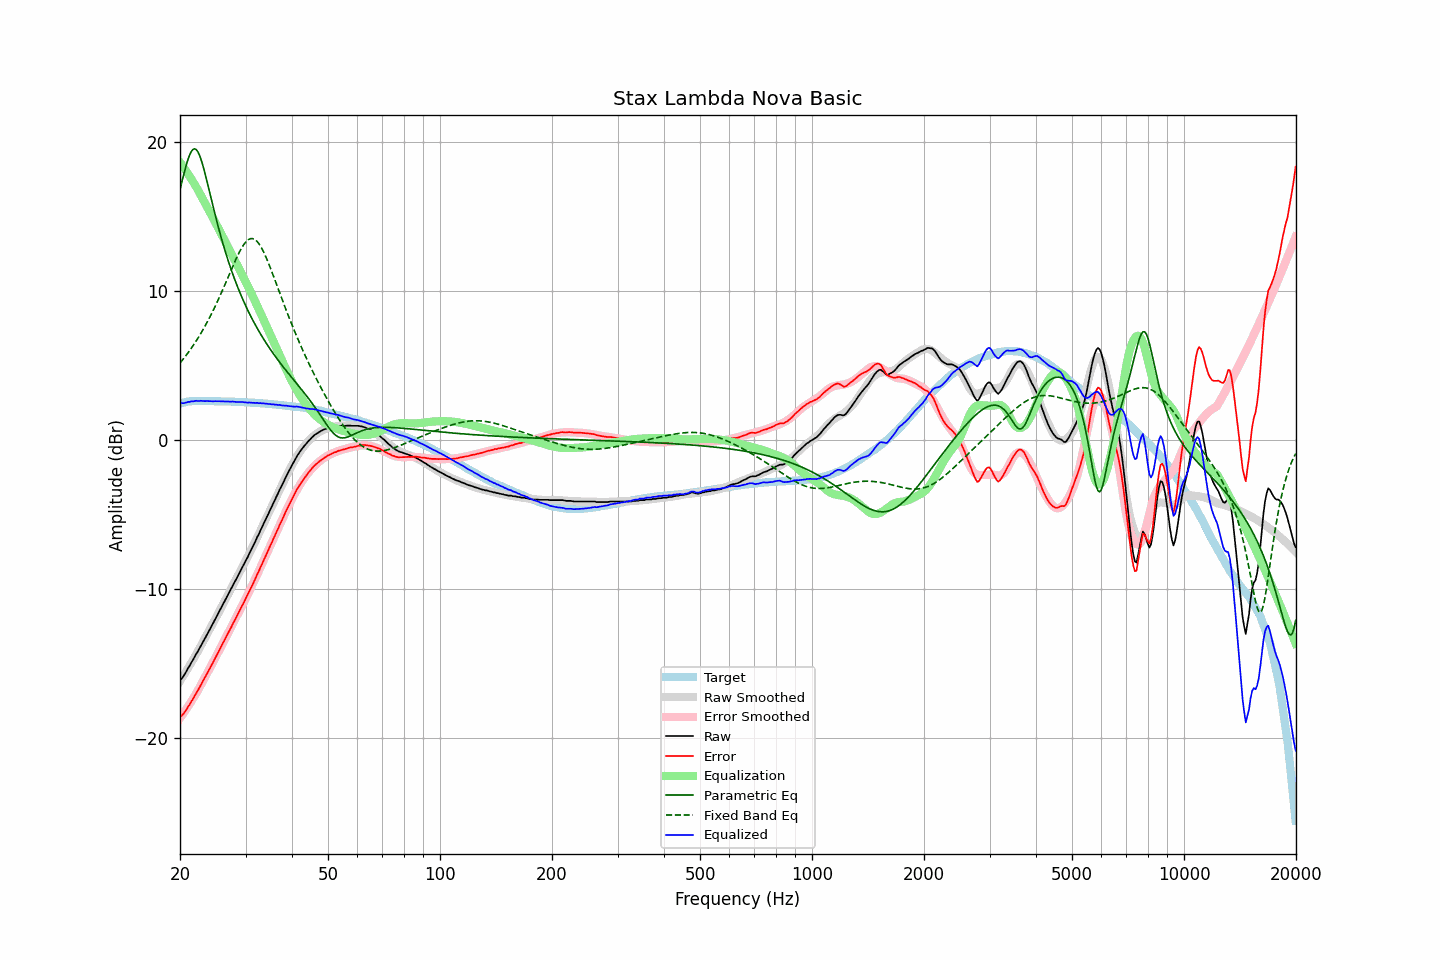 Stax Lambda Nova Basic
Amplitude (dBr)
20
10
0
−10
−20
Target
Raw Smoothed
Error Smoothed
Raw
Error
Equalization
Parametric Eq
Fixed Band Eq
Equalized
20 50 100 200 500 1000 2000 5000 10000 20000
Frequency (Hz)